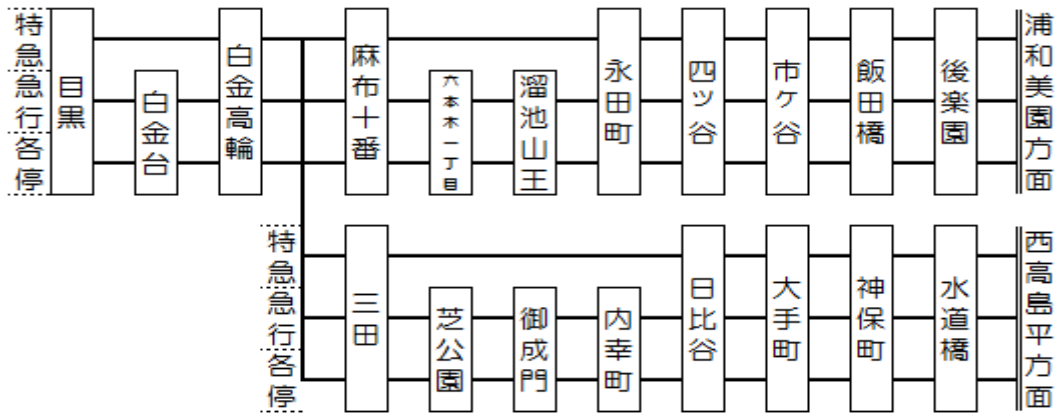 特急
急行
各停
目黒
白金台
白金高輪
麻布十番
六本木一丁目
溜池山王
永田町
四ツ谷
市ケ谷
飯田橋
後楽園
浦和美園方面
特急
急行
各停
三田
芝公園
御成門
内幸町
日比谷
大手町
神保町
水道橋
西高島平方面